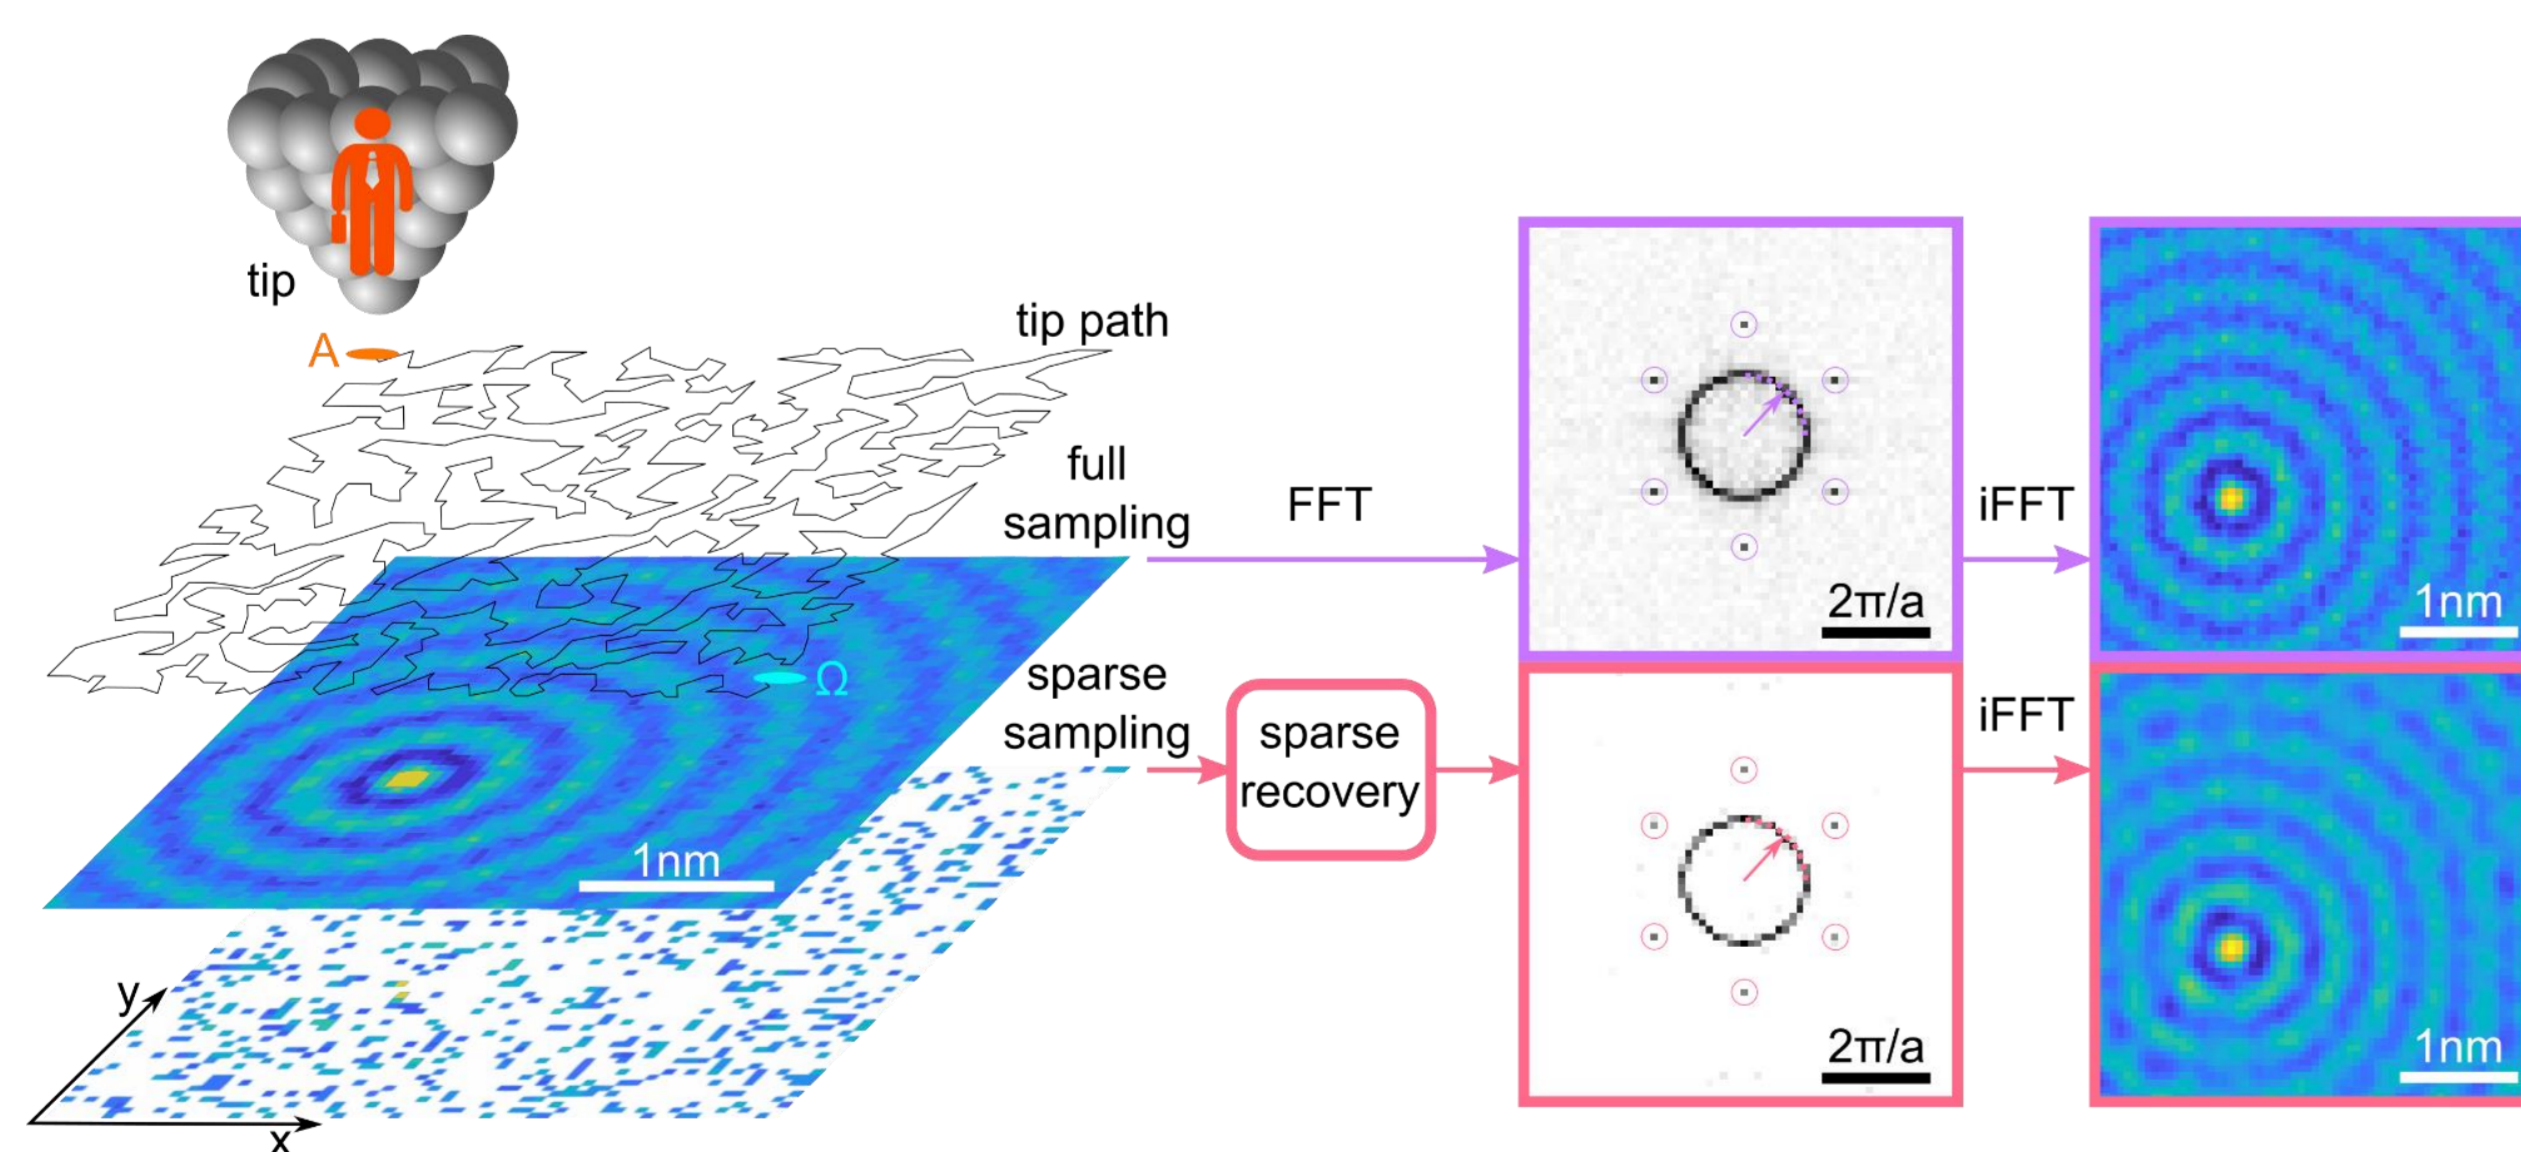 tip
A
tip path
full
sampling
Ω
1nm
sparse
sampling
y
x
FFT
sparse
recovery
2π/a
iFFT
1nm
2π/a
iFFT
1nm